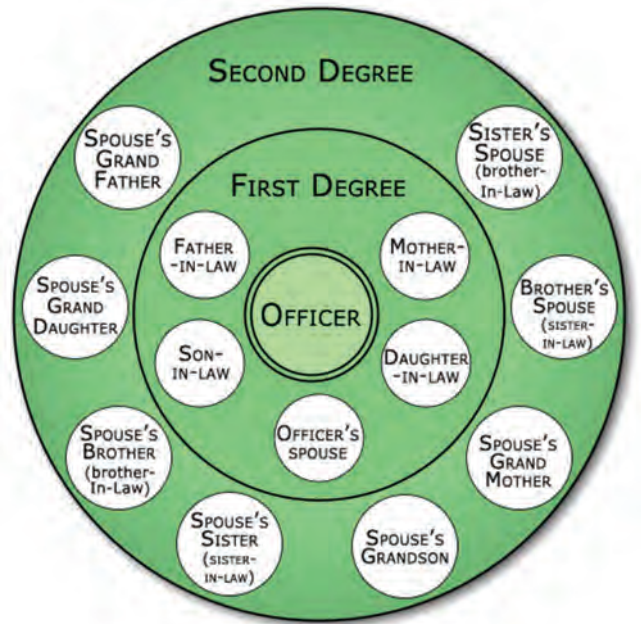 SECOND DEGREE
SPOUSE'S
GRAND
FATHER
SISTER'S
SPOUSE
(brother-
In-Law)
FIRST DEGREE
FATHER
-IN-LAW
MOTHER-
IN-LAW
SPOUSE'S
GRAND
DAUGHTER
OFFICER
BROTHER'S
SPOUSE
(SISTER-
IN-LAW)
SON-
IN-LAW
DAUGHTER
-IN-LAW
SPOUSE'S
BROTHER
(brother-
In-Law)
OFFICER'S
SPOUSE
SPOUSE'S
GRAND
MOTHER
SPOUSE'S
SISTER
(SISTER-
IN-LAW)
SPOUSE'S
GRANDSON